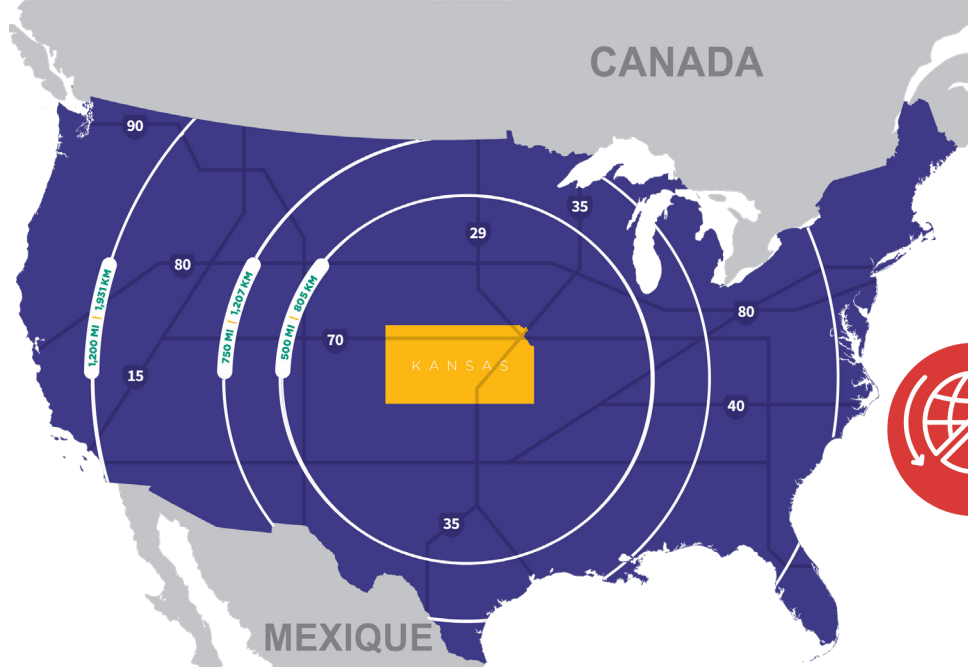 CANADA
90
35
29
80
1,200 MI | 1,931 KM
750 MI | 1,207 KM
500 MI | 805 KM
80
70
KANSAS
15
40
35
MEXIQUE